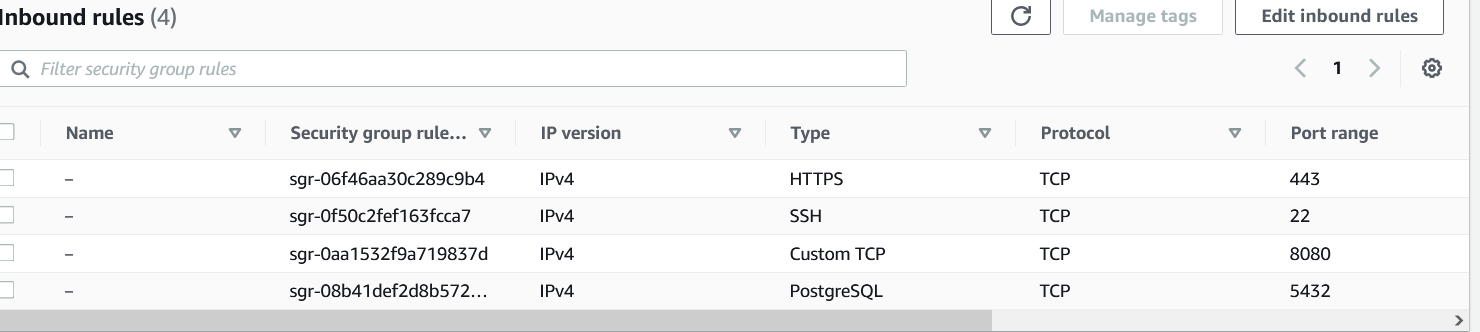 Inbound rules (4)
Manage tags
Edit inbound rules
Filter security group rules
1
Name Security group rule... IP version Type Protocol Port range
– sgr-06f46aa30c289c9b4 IPv4 HTTPS TCP 443
– sgr-0f50c2fef163fcca7 IPv4 SSH TCP 22
– sgr-0aa1532f9a719837d IPv4 Custom TCP TCP 8080
– sgr-08b41def2d8b572... IPv4 PostgreSQL TCP 5432